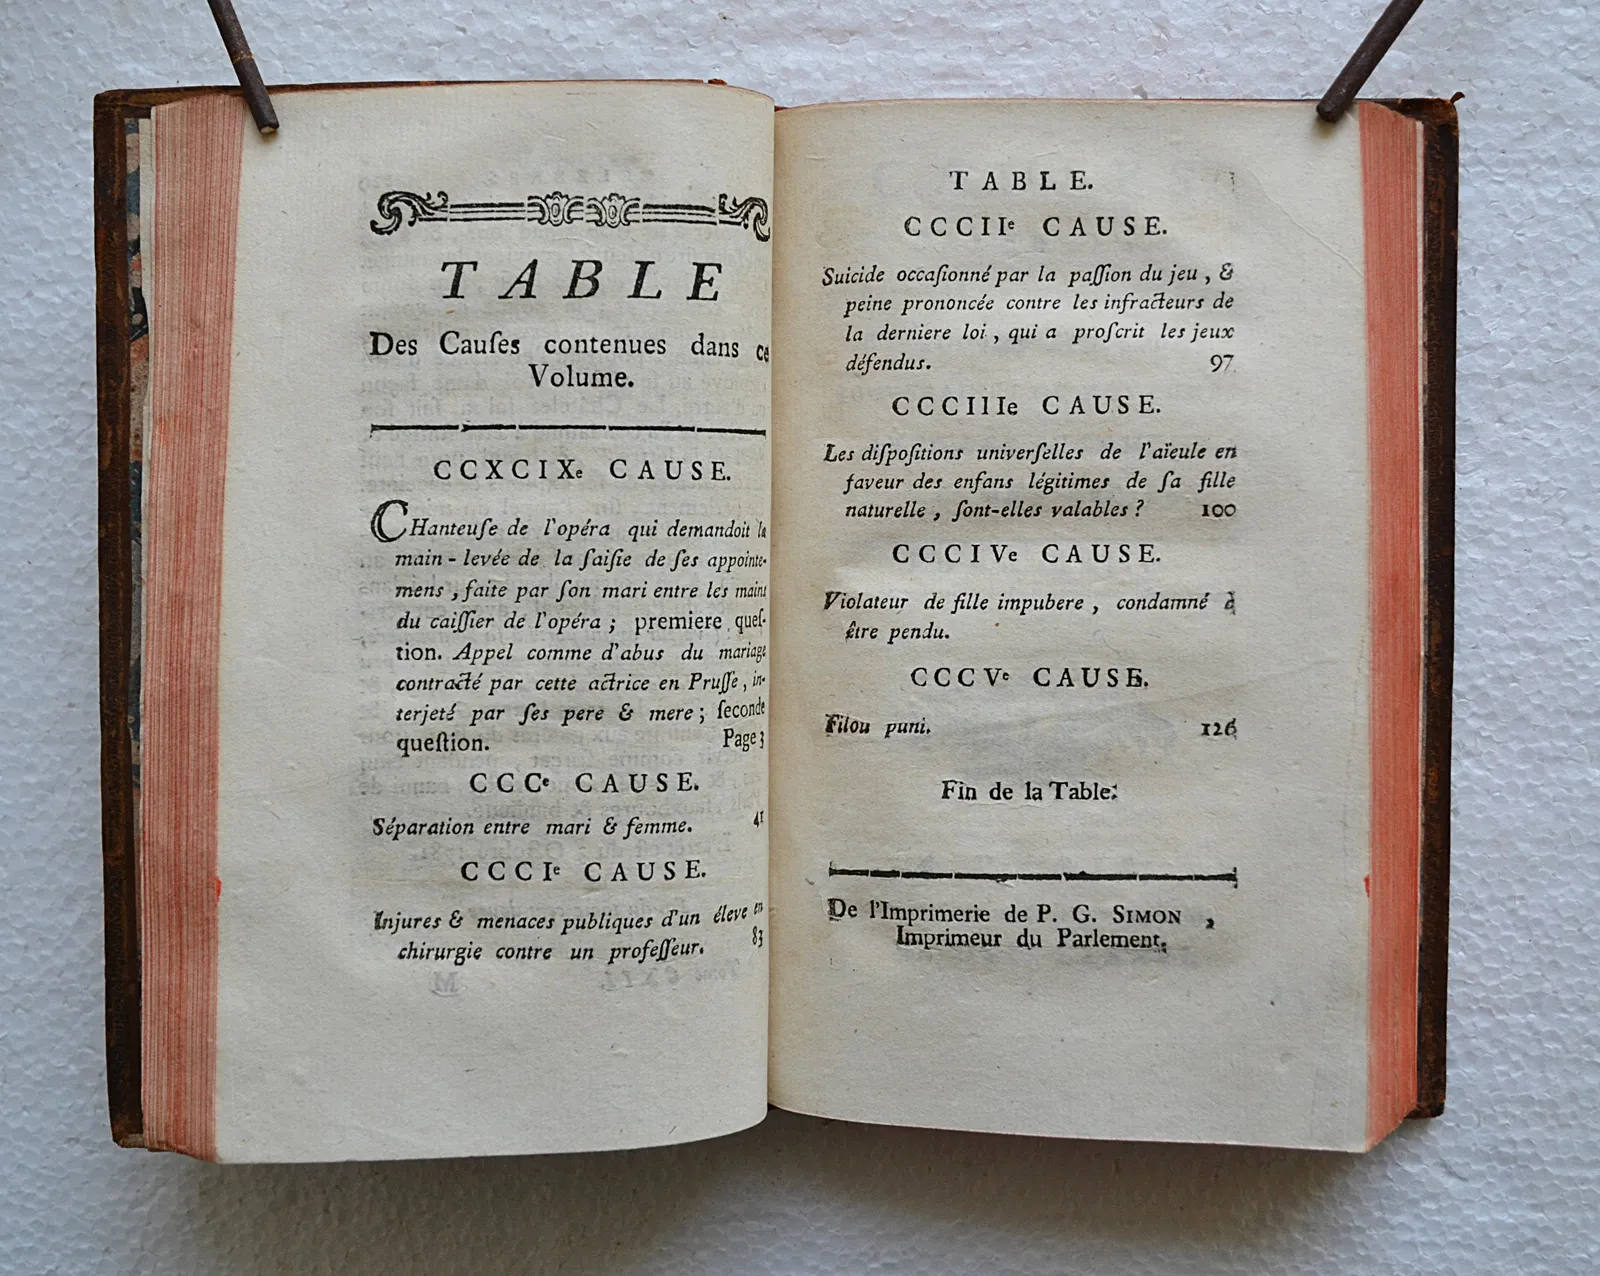 TABLE
Des Cauſes contenues dans ce
Volume.
CCXCIXe CAUSE.
CHanteuſe de l'opéra qui demandoit la
main-levée de la ſaiſie de ſes appointe-
mens, faite par ſon mari entre les mains
du caiſſier de l'opéra; premiere queſ-
tion. Appel comme d'abus du mariage
contracté par cette actrice en Pruſſe, in-
terjeté par ſes pere & mere; ſeconde
queſtion. Page 3
CCCe CAUSE.
Séparation entre mari & femme. 41
CCCIe CAUSE.
Injures & menaces publiques d'un éleve en
chirurgie contre un profeſſeur. 83
TABLE.
CCCIIe CAUSE.
Suicide occaſionné par la paſſion du jeu, &
peine prononcée contre les infracteurs de
la derniere loi, qui a proſcrit les jeux
défendus. 97
CCCIIIe CAUSE.
Les diſpoſitions univerſelles de l'aïeule en
faveur des enfans légitimes de ſa fille
naturelle, ſont-elles valables? 100
CCCIVe CAUSE.
Violateur de fille impubere, condamné à
être pendu.
CCCVe CAUSE.
Filou puni. 126
Fin de la Table.
De l'Imprimerie de P. G. SIMON,
Imprimeur du Parlement.